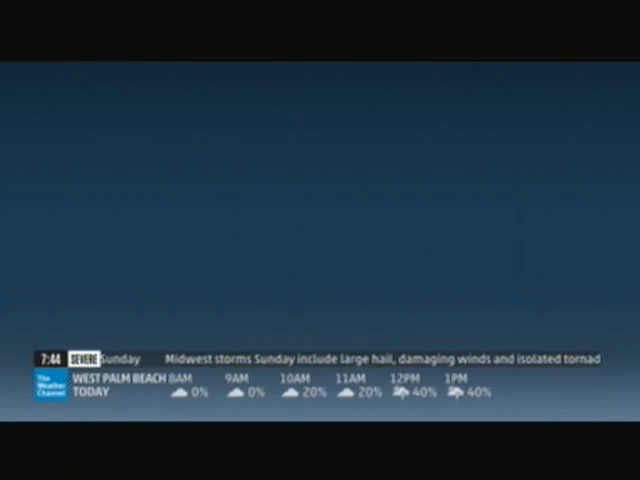 7:44 SEVERE Sunday Midwest storms Sunday include large hail, damaging winds and isolated tornad
The
Weather
Channel
WEST PALM BEACH 8AM 9AM 10AM 11AM 12PM 1PM
TODAY 0% 0% 20% 20% 40% 40%